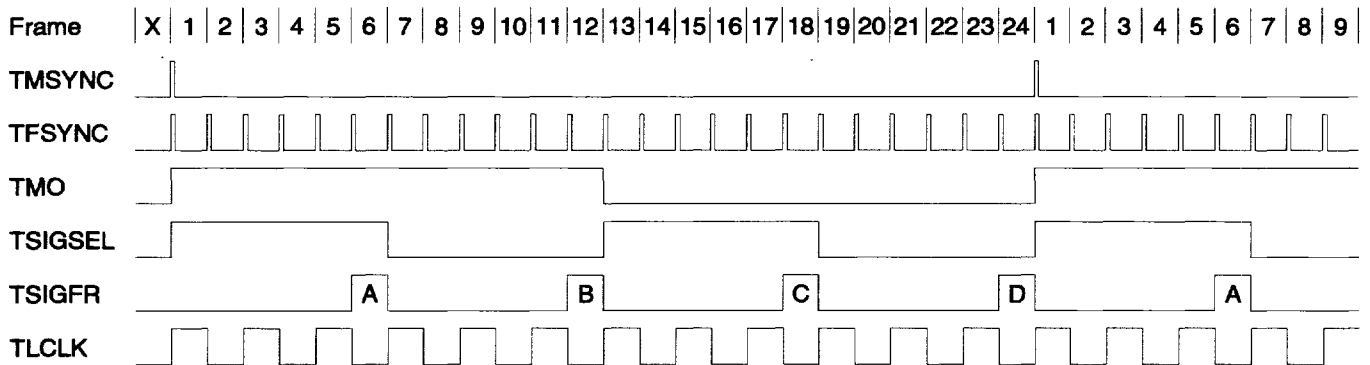 Frame X 1 2 3 4 5 6 7 8 9 10 11 12 13 14 15 16 17 18 19 20 21 22 23 24 1 2 3 4 5 6 7 8 9
TMSYNC
TFSYNC
TMO
TSIGSEL
TSIGFR A B C D A
TLCLK